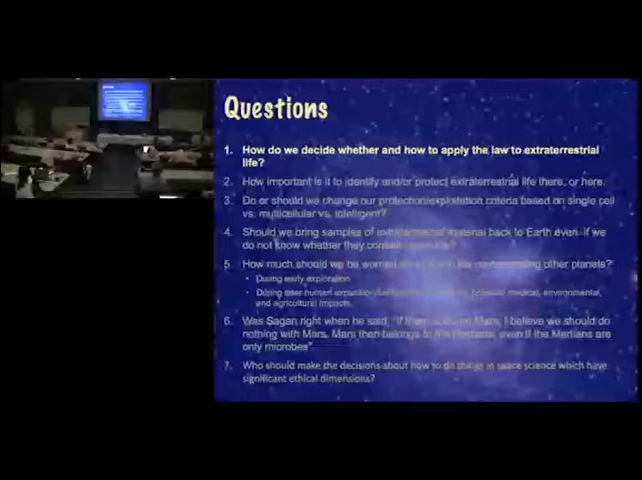 Questions
1. How do we decide whether and how to apply the law to extraterrestrial
life?
2. How important is it to identify and/or protect extraterrestrial life there, or here.
3. Do or should we change our protection/exploitation criteria based on single cell
vs. multicellular vs. intelligent?
4. Should we bring samples of extraterrestrial material back to Earth even if we
do not know whether they contain
5. How much should we be worried contaminating other planets?
• During early exploration
• During later human expansion medical, environmental,
and agricultural impacts.
6. Was Sagan right when he said, "If there is life on Mars, I believe we should do
nothing with Mars. Mars then belongs to the Martians, even if the Martians are
only microbes"
7. Who should make the decisions about how to do things in space science which have
significant ethical dimensions?